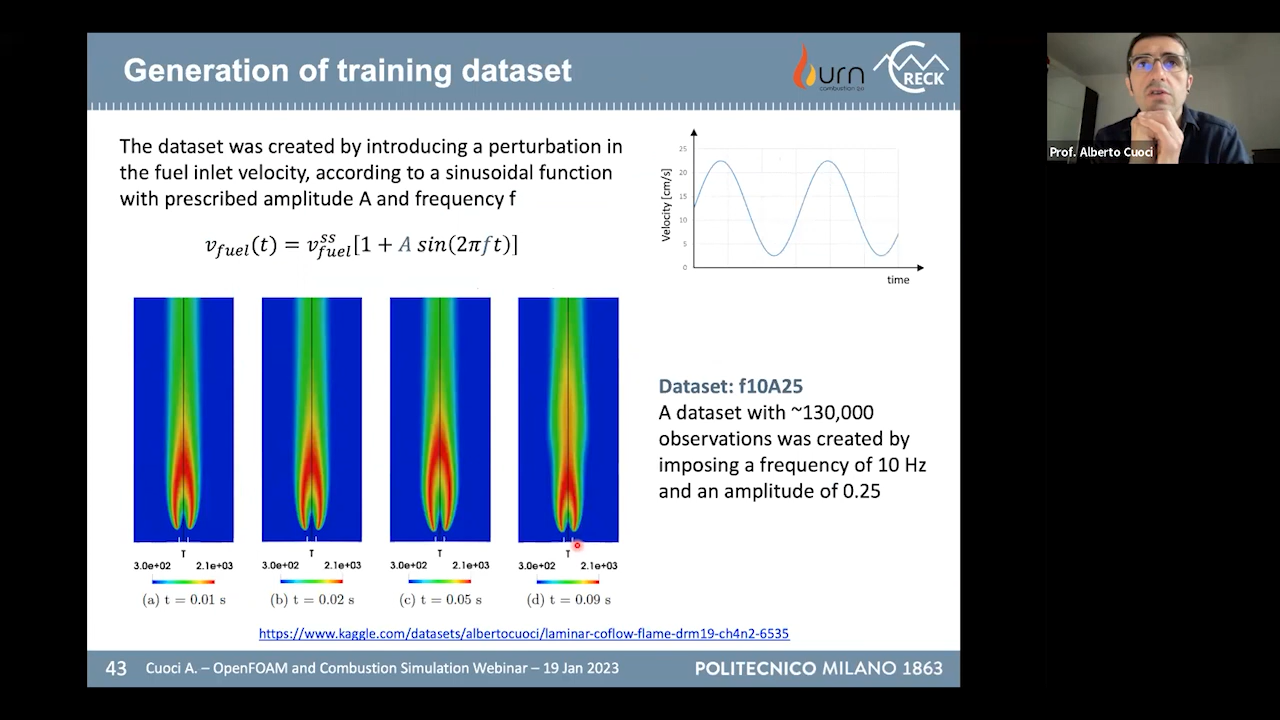 Generation of training dataset
urn
combustion 2.0
CRECK
The dataset was created by introducing a perturbation in
the fuel inlet velocity, according to a sinusoidal function
with prescribed amplitude A and frequency f
v_fuel(t) = v_fuel^ss[1 + A sin(2πft)]
25
20
15
10
5
0
Velocity [cm/s]
time
T
3.0e+02 2.1e+03
(a) t = 0.01 s
T
3.0e+02 2.1e+03
(b) t = 0.02 s
T
3.0e+02 2.1e+03
(c) t = 0.05 s
T
3.0e+02 2.1e+03
(d) t = 0.09 s
Dataset: f10A25
A dataset with ~130,000
observations was created by
imposing a frequency of 10 Hz
and an amplitude of 0.25
https://www.kaggle.com/datasets/albertocuoci/laminar-coflow-flame-drm19-ch4n2-6535
43 Cuoci A. – OpenFOAM and Combustion Simulation Webinar – 19 Jan 2023
POLITECNICO MILANO 1863
Prof. Alberto Cuoci